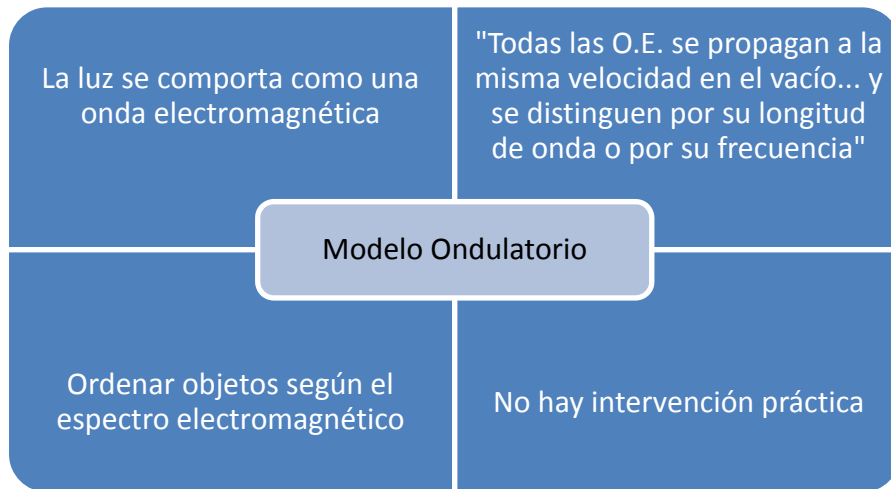 La luz se comporta como una
onda electromagnética
"Todas las O.E. se propagan a la
misma velocidad en el vacío... y
se distinguen por su longitud
de onda o por su frecuencia"
Modelo Ondulatorio
Ordenar objetos según el
espectro electromagnético
No hay intervención práctica